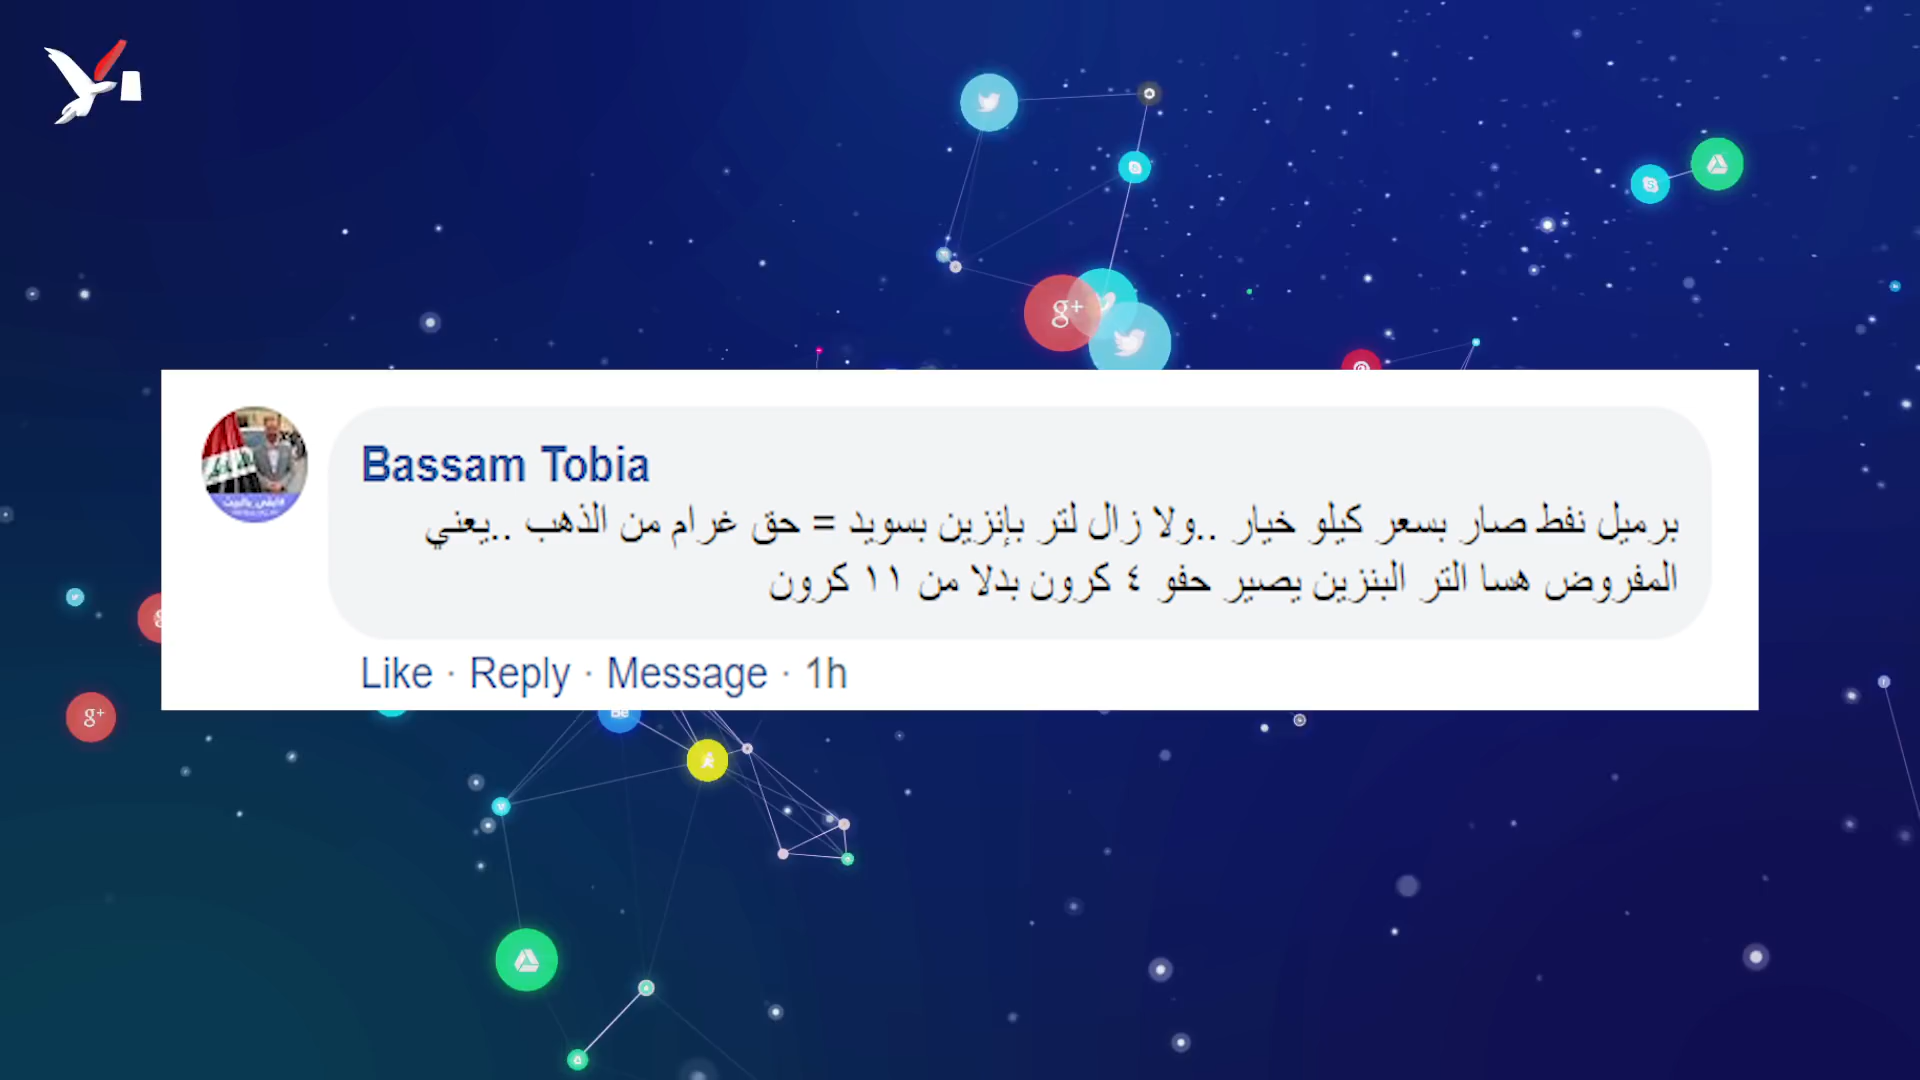 Bassam Tobia
برميل نفط صار بسعر كيلو خيار ..ولا زال لتر بإنزين بسويد = حق غرام من الذهب ..يعني
المفروض هسا التر البنزين يصير حقو ٤ كرون بدلا من ١١ كرون
Like · Reply · Message · 1h